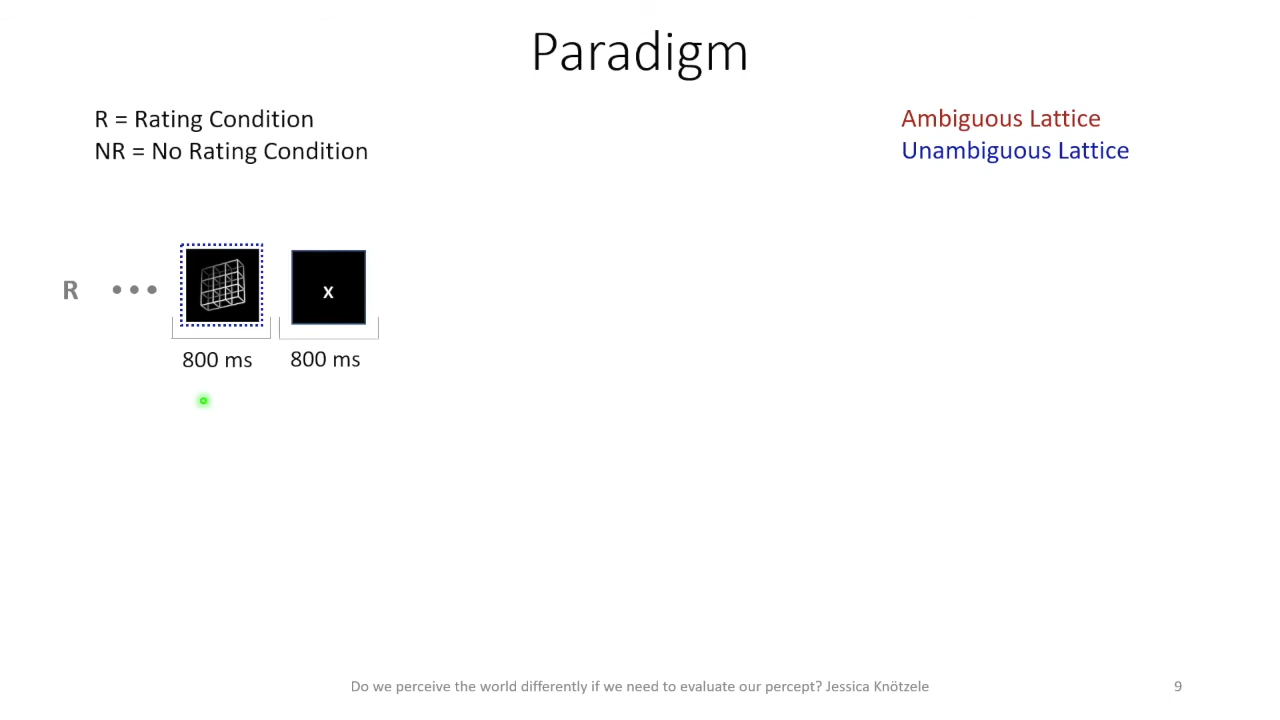 Paradigm
R = Rating Condition
NR = No Rating Condition
Ambiguous Lattice
Unambiguous Lattice
R
X
800 ms
800 ms
Do we perceive the world differently if we need to evaluate our percept? Jessica Knötzele
9